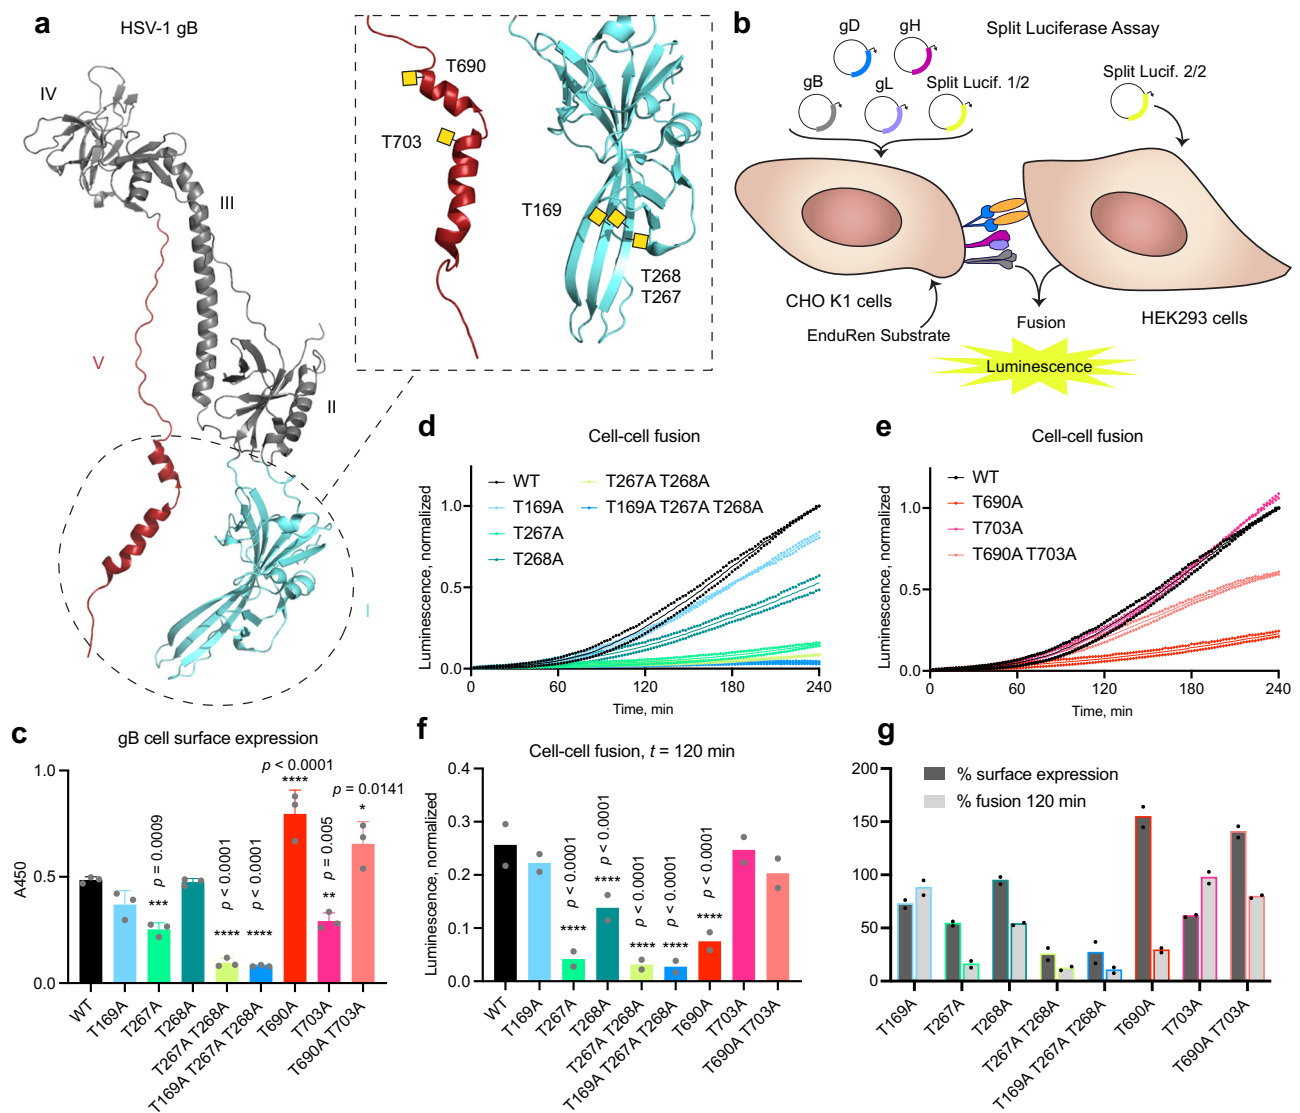 a
HSV-1 gB
IV
III
V
II
I
T690
T703
T169
T268
T267
b
Split Luciferase Assay
gD
gH
gB
gL
Split Lucif. 1/2
Split Lucif. 2/2
CHO K1 cells
EnduRen Substrate
Fusion
HEK293 cells
Luminescence
c
gB cell surface expression
A450
1.0
0.5
0.0
p = 0.0009
***
p < 0.0001
****
p < 0.0001
****
p < 0.0001
****
p = 0.005
**
p = 0.0141
*
WT
T169A
T267A
T268A
T267A T268A
T169A T267A T268A
T690A
T703A
T690A T703A
d
Cell-cell fusion
WT
T169A
T267A
T268A
T267A T268A
T169A T267A T268A
Luminescence, normalized
1.0
0.5
0.0
0
60
120
180
240
Time, min
e
Cell-cell fusion
WT
T690A
T703A
T690A T703A
Luminescence, normalized
1.0
0.5
0.0
0
60
120
180
240
Time, min
f
Cell-cell fusion, t = 120 min
Luminescence, normalized
0.4
0.3
0.2
0.1
0.0
p < 0.0001
****
p < 0.0001
****
p < 0.0001
****
p < 0.0001
****
p < 0.0001
****
WT
T169A
T267A
T268A
T267A T268A
T169A T267A T268A
T690A
T703A
T690A T703A
g
% surface expression
% fusion 120 min
200
150
100
50
0
T169A
T267A
T268A
T267A T268A
T169A T267A T268A
T690A
T703A
T690A T703A